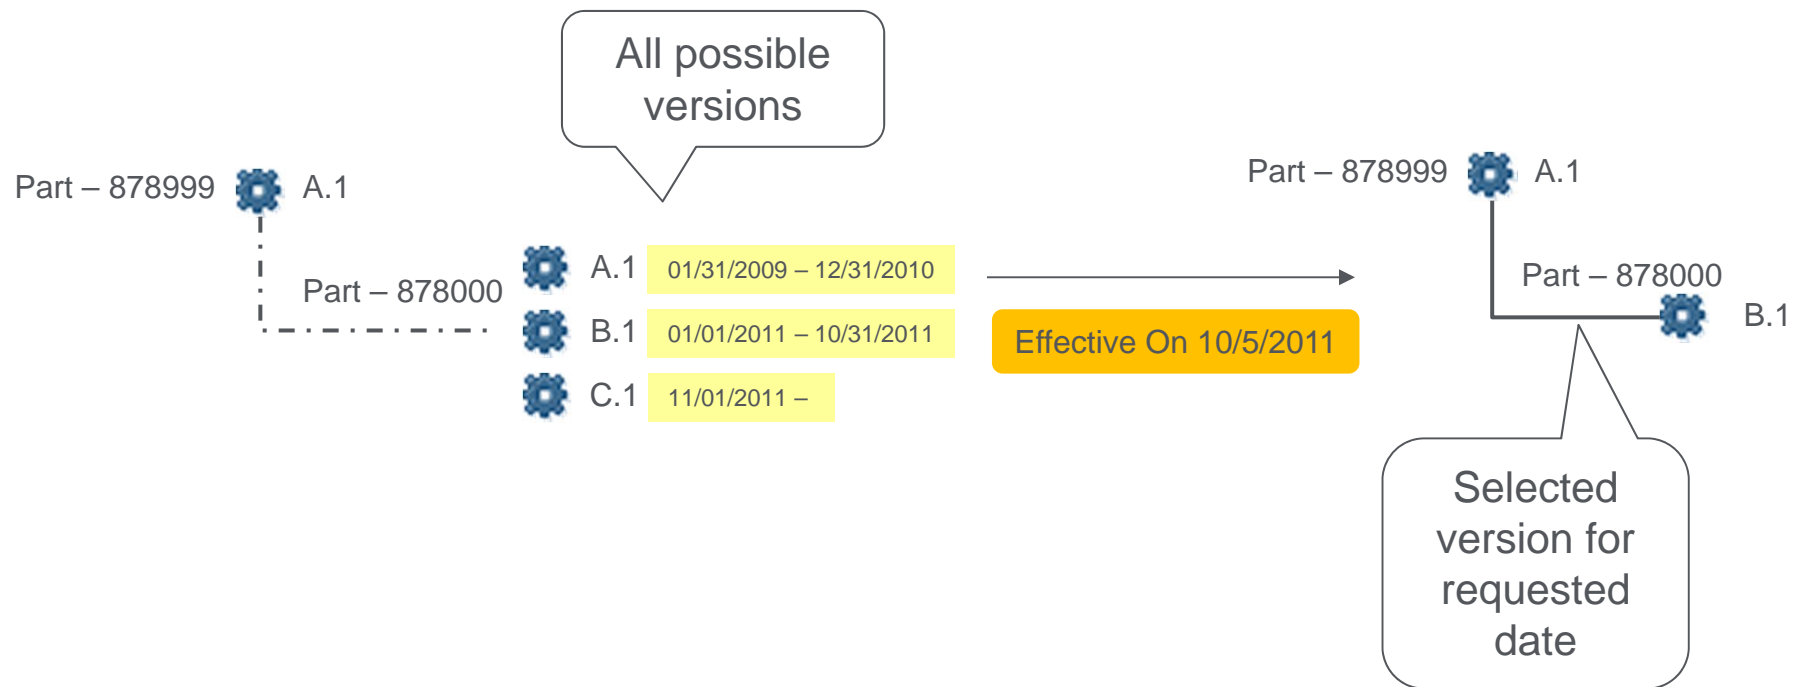 All possible
versions
Part – 878999 A.1
Part – 878000
A.1 01/31/2009 – 12/31/2010
B.1 01/01/2011 – 10/31/2011
C.1 11/01/2011 –
Effective On 10/5/2011
Part – 878999 A.1
Part – 878000
B.1
Selected
version for
requested
date